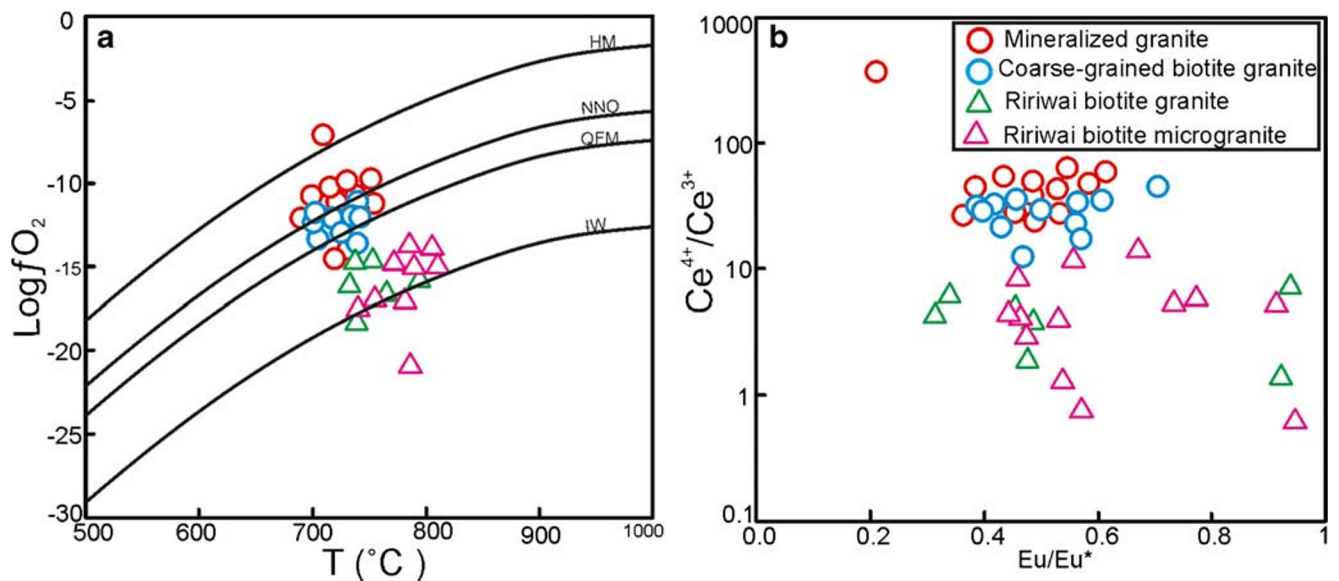 a
0
-5
-10
-15
-20
-25
-30
Log fO2
HM
NNO
QFM
IW
500
600
700
800
900
1000
T (°C)
b
1000
100
10
1
0.1
Ce4+/Ce3+
Mineralized granite
Coarse-grained biotite granite
Ririwai biotite granite
Ririwai biotite microgranite
0.0
0.2
0.4
0.6
0.8
1
Eu/Eu*